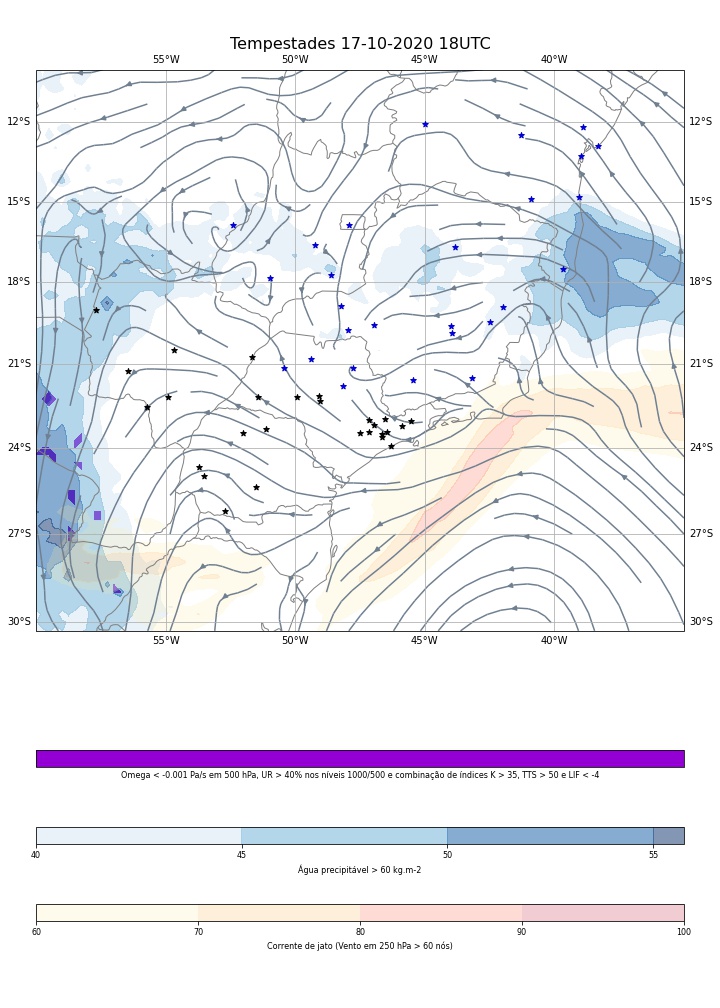 Tempestades 17-10-2020 18UTC
55°W 50°W 45°W 40°W
12°S 12°S
15°S 15°S
18°S 18°S
21°S 21°S
24°S 24°S
27°S 27°S
30°S 30°S
55°W 50°W 45°W 40°W
Omega < -0.001 Pa/s em 500 hPa, UR > 40% nos níveis 1000/500 e combinação de índices K > 35, TTS > 50 e LIF < -4
40 45 50 55
Água precipitável > 60 kg.m-2
60 70 80 90 100
Corrente de jato (Vento em 250 hPa > 60 nós)